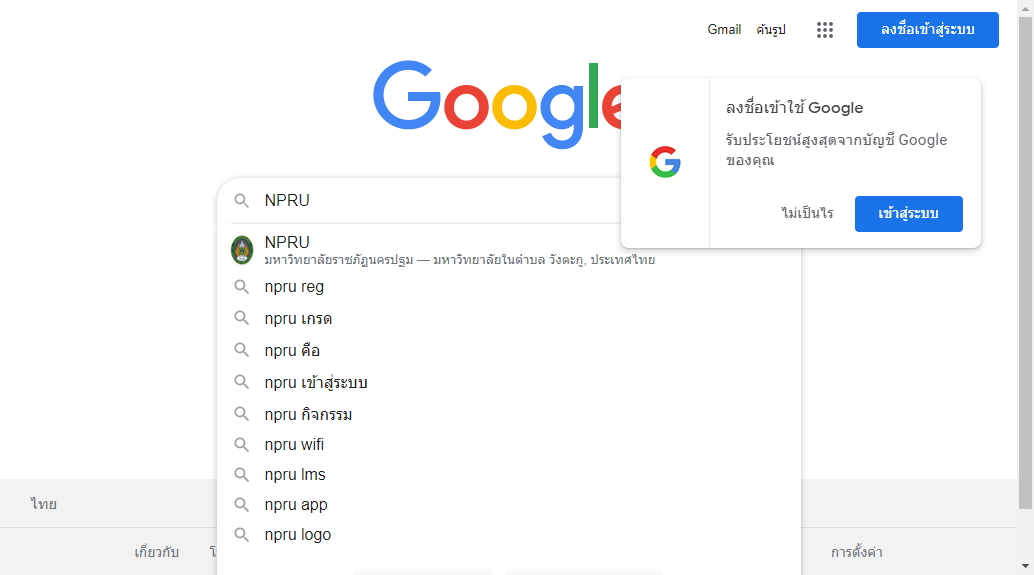 Gmail ค้นรูป ลงชื่อเข้าสู่ระบบ
Google
ลงชื่อเข้าใช้ Google
รับประโยชน์สูงสุดจากบัญชี Google
ของคุณ
ไม่เป็นไร เข้าสู่ระบบ
NPRU
NPRU
มหาวิทยาลัยราชภัฏนครปฐม — มหาวิทยาลัยในตำบล วังตะกู, ประเทศไทย
npru reg
npru เกรด
npru คือ
npru เข้าสู่ระบบ
npru กิจกรรม
npru wifi
npru lms
npru app
npru logo
ไทย
เกี่ยวกับ การตั้งค่า